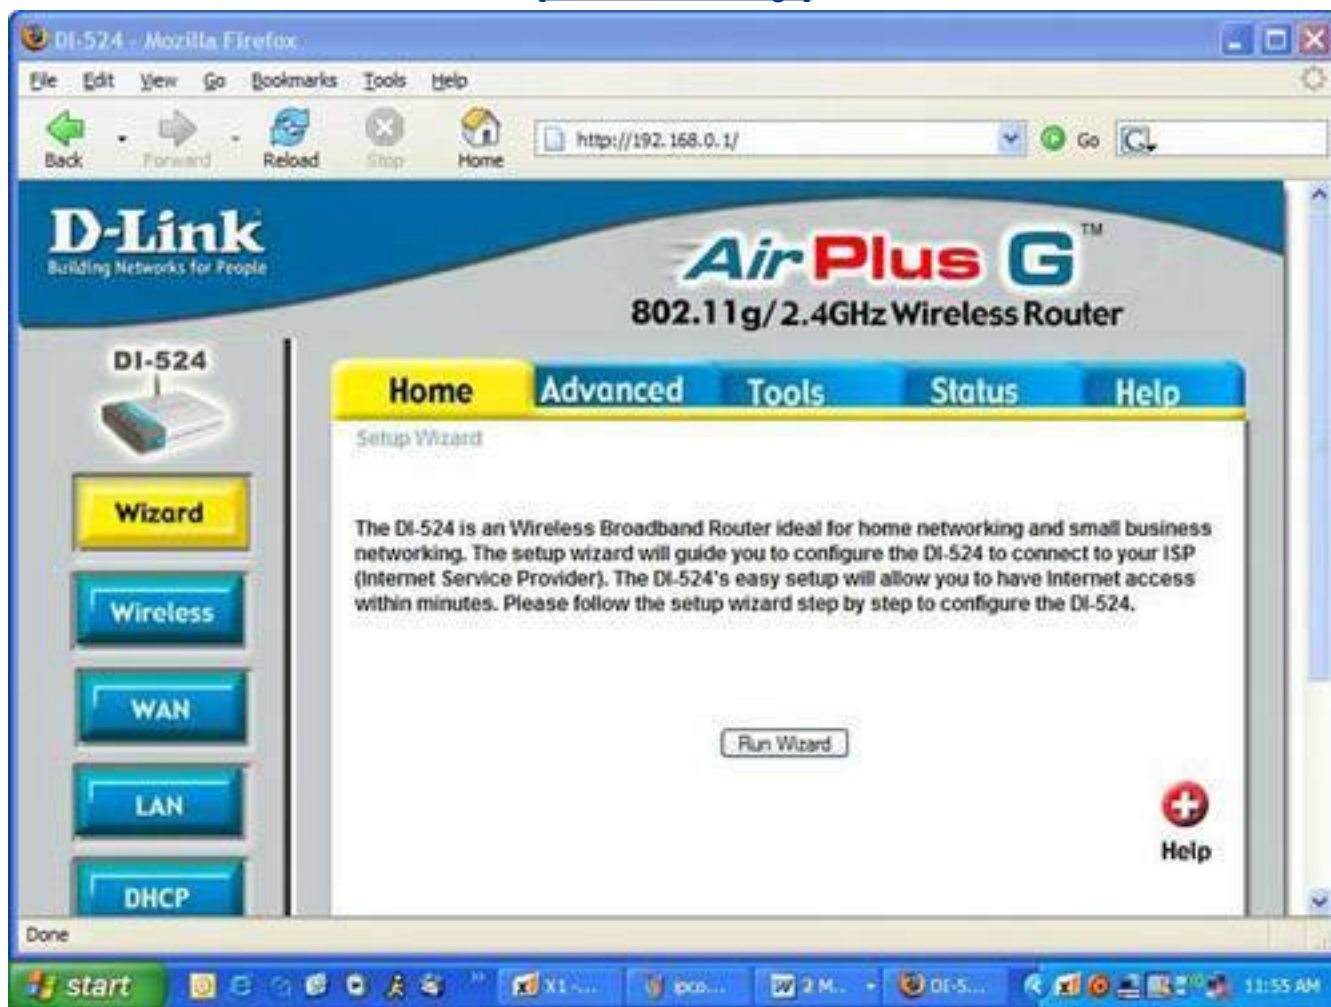 DI-524 - Mozilla Firefox
File Edit View Go Bookmarks Tools Help
Back Forward Reload Stop Home http://192.168.0.1/ Go
D-Link
Building Networks for People
AirPlus G™
802.11g/2.4GHz Wireless Router
DI-524
Home Advanced Tools Status Help
Setup Wizard
Wizard
The DI-524 is an Wireless Broadband Router ideal for home networking and small business
networking. The setup wizard will guide you to configure the DI-524 to connect to your ISP
(Internet Service Provider). The DI-524's easy setup will allow you to have Internet access
within minutes. Please follow the setup wizard step by step to configure the DI-524.
Wireless
WAN
Run Wizard
LAN
Help
DHCP
Done
start X1-... ipco... 2 M... DI-5... 11:55 AM